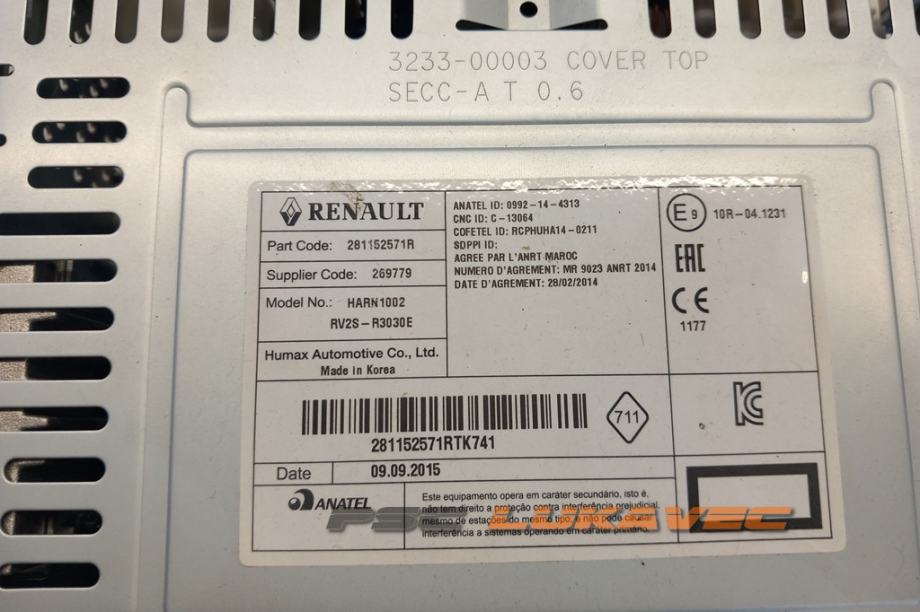 3233-00003 COVER TOP
SECC-A T 0.6
RENAULT
Part Code: 281152571R
Supplier Code: 269779
Model No.: HARN1002
RV2S-R3030E
Humax Automotive Co., Ltd.
Made in Korea
ANATEL ID: 0992-14-4313
CNC ID: C-13064
COFETEL ID: RCPHUHA14-0211
SDPPI ID:
AGREE PAR L'ANRT MAROC
NUMERO D'AGREMENT: MR 9023 ANRT 2014
DATE D'AGREMENT: 28/02/2014
E9 10R-04.1231
EAC
CE
1177
711
KC
281152571RTK741
Date 09.09.2015
ANATEL
Este equipamento opera em caráter secundário, isto é,
não tem direito a proteção contra interferência prejudicial,
mesmo de estações do mesmo tipo, e não pode causar
interferência a sistemas operando em caráter primário.